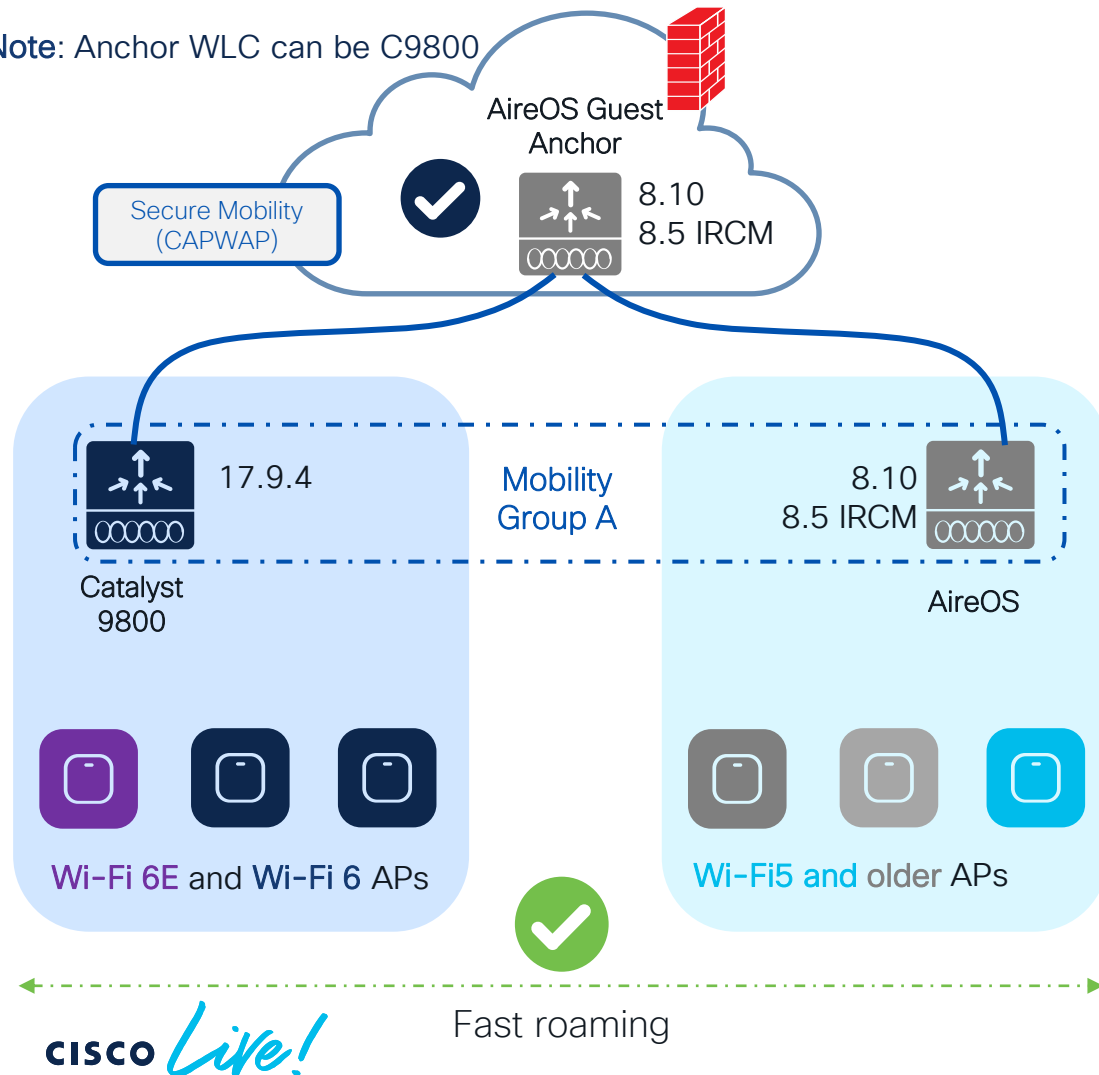 Note: Anchor WLC can be C9800
AireOS Guest
Anchor
8.10
8.5 IRCM
Secure Mobility
(CAPWAP)
17.9.4
Mobility
Group A
8.10
8.5 IRCM
Catalyst
9800
AireOS
Wi-Fi 6E and Wi-Fi 6 APs
Wi-Fi5 and older APs
Fast roaming
CISCO Live!